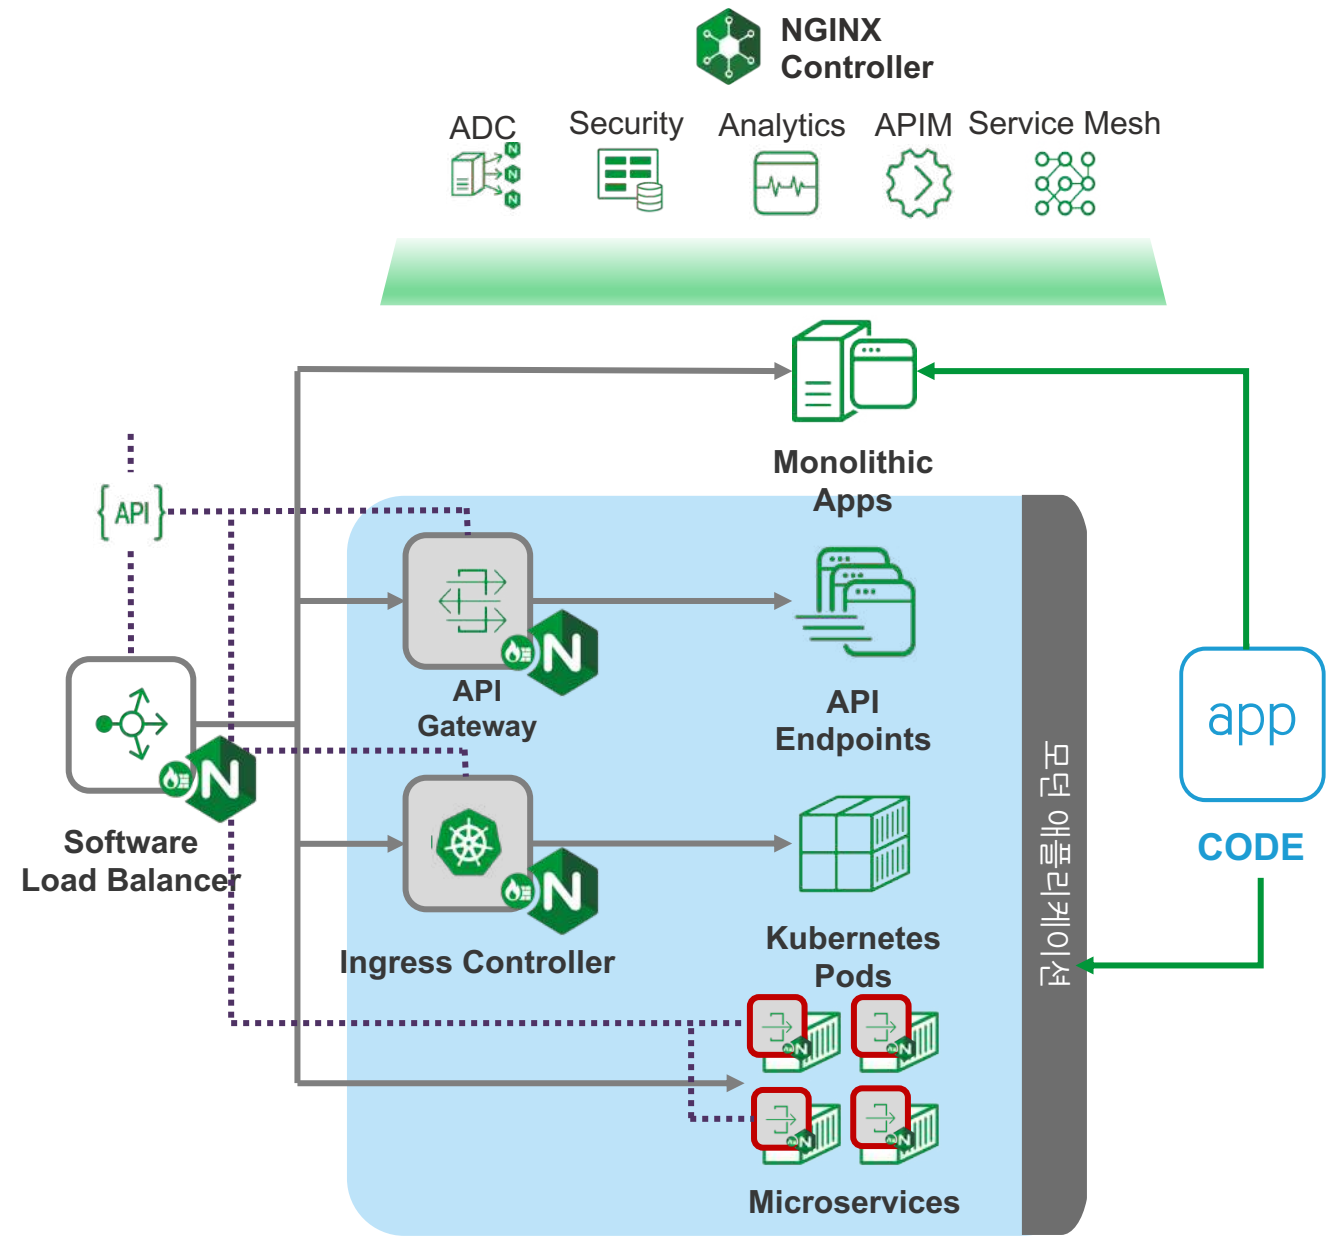 NGINX
Controller
ADC
Security
Analytics
APIM
Service Mesh
Monolithic
Apps
{ API }
API
Gateway
API
Endpoints
app
CODE
모던 애플리케이션
Software
Load Balancer
Ingress Controller
Kubernetes
Pods
Microservices